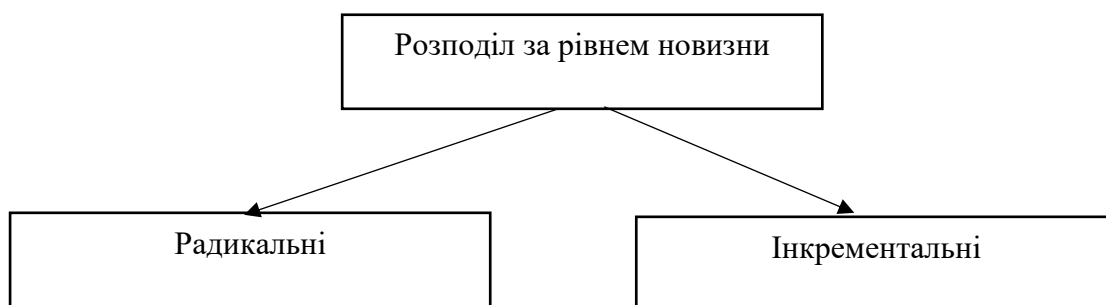 Розподіл за рівнем новизни
Радикальні
Інкрементальні